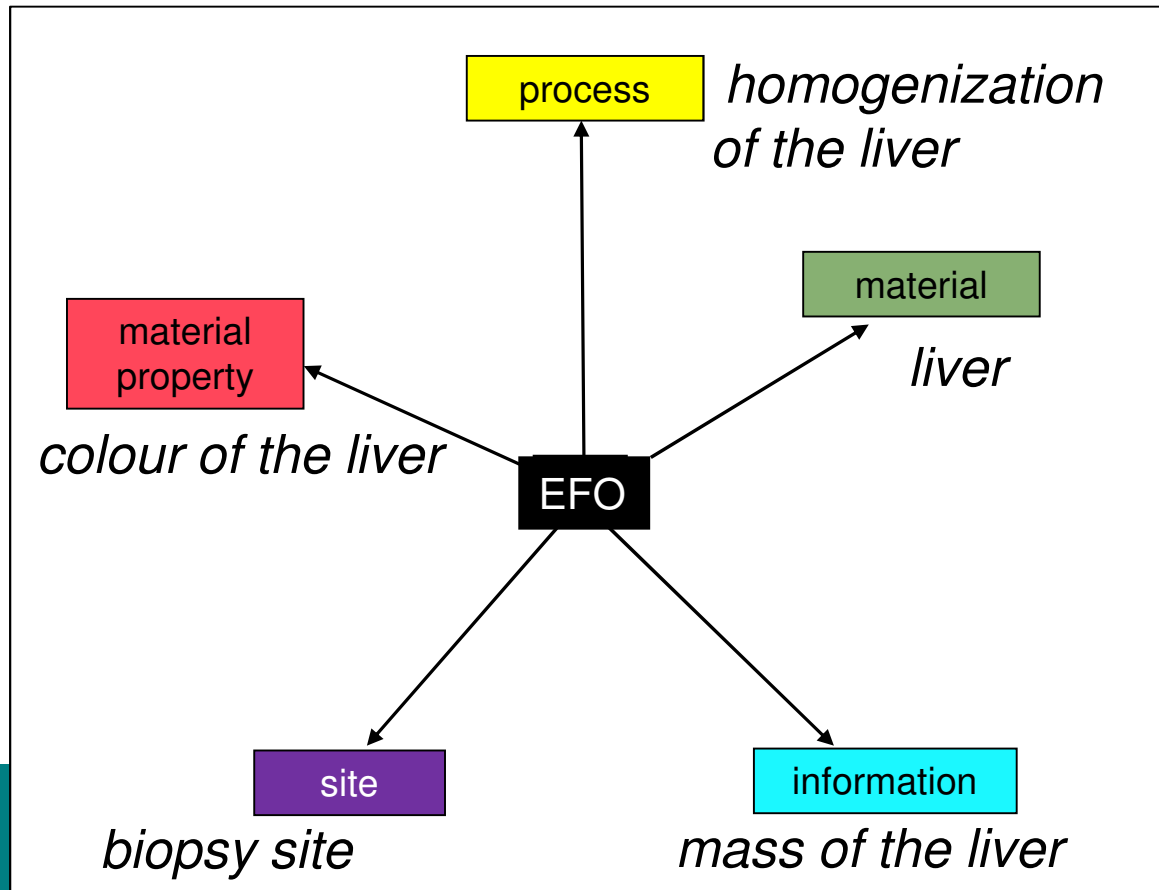 process
homogenization
of the liver
material
liver
material
property
colour of the liver
EFO
site
biopsy site
information
mass of the liver